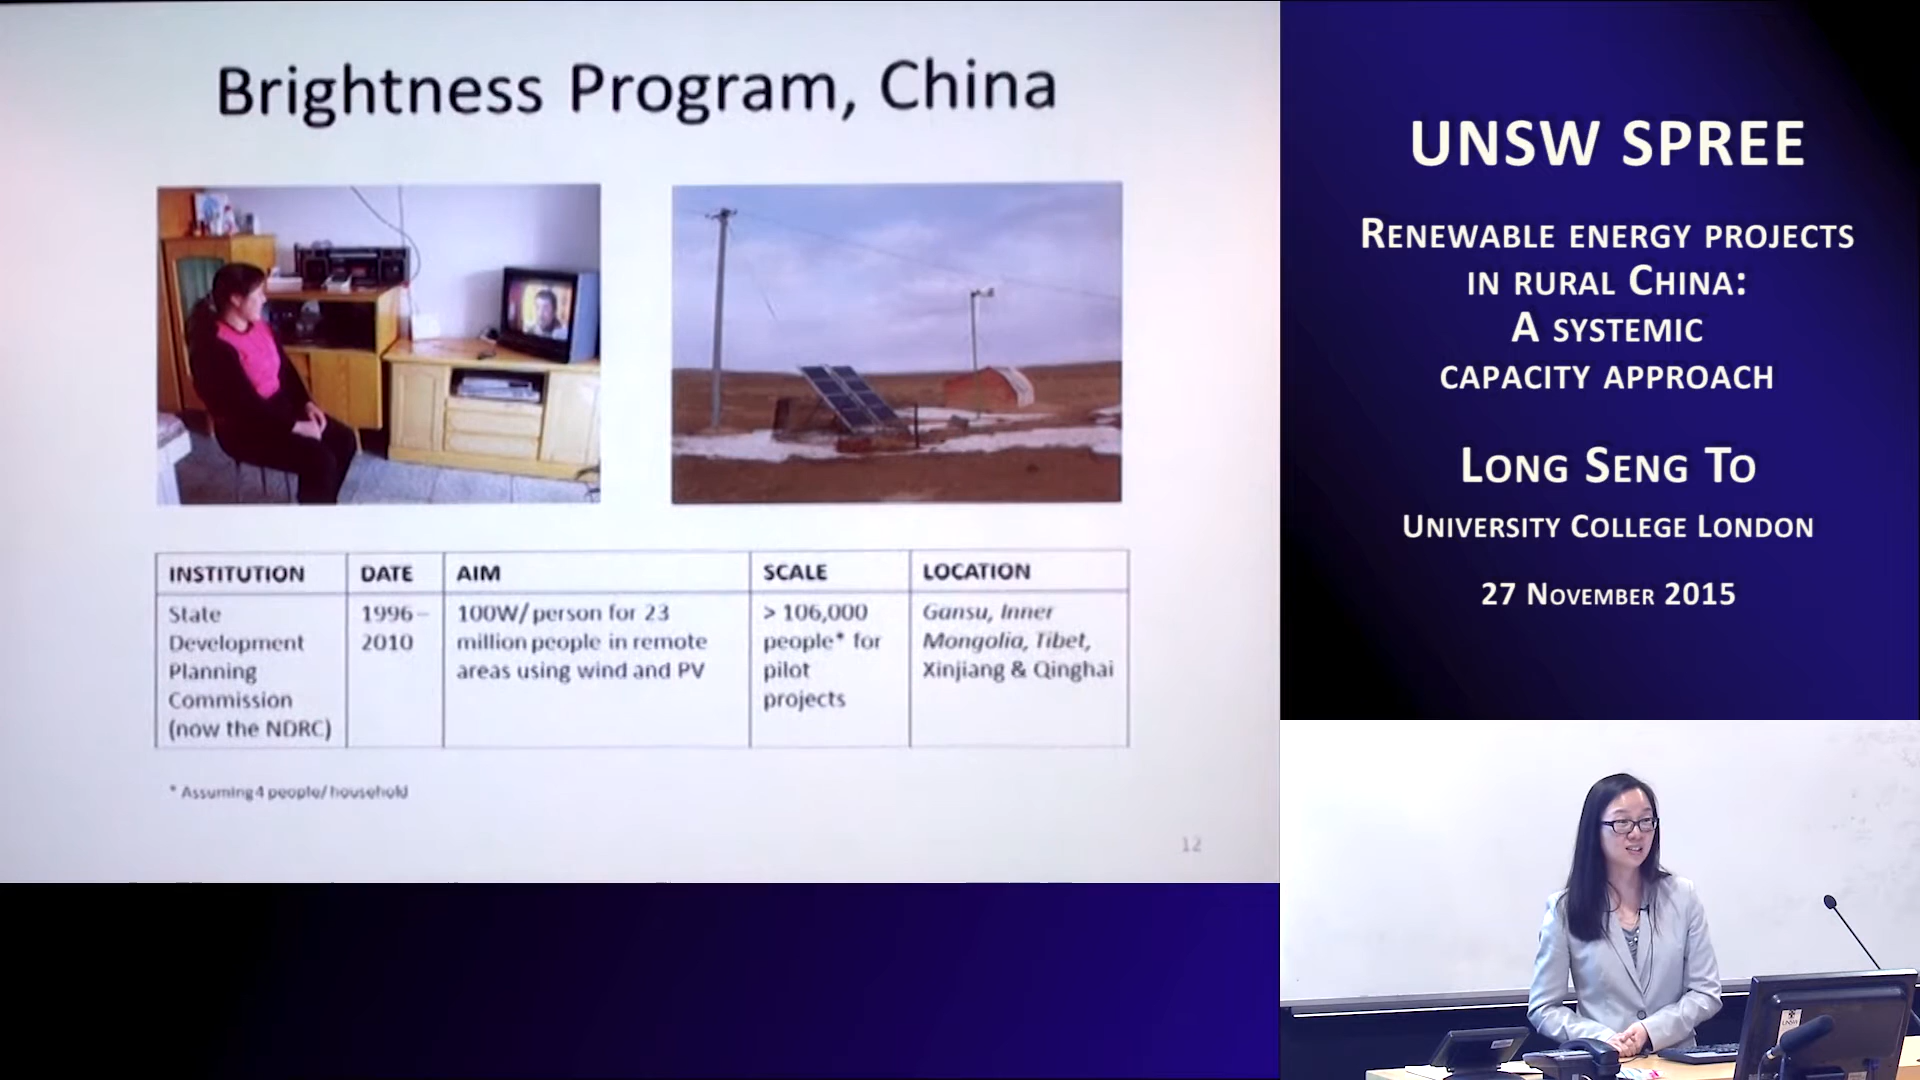 Brightness Program, China
INSTITUTION DATE AIM SCALE LOCATION
State
Development
Planning
Commission
(now the NDRC)
1996 –
2010
100W/ person for 23
million people in remote
areas using wind and PV
> 106,000
people* for
pilot
projects
Gansu, Inner
Mongolia, Tibet,
Xinjiang & Qinghai
* Assuming 4 people/ household
12
UNSW SPREE
RENEWABLE ENERGY PROJECTS
IN RURAL CHINA:
A SYSTEMIC
CAPACITY APPROACH
LONG SENG TO
UNIVERSITY COLLEGE LONDON
27 NOVEMBER 2015
UNSW